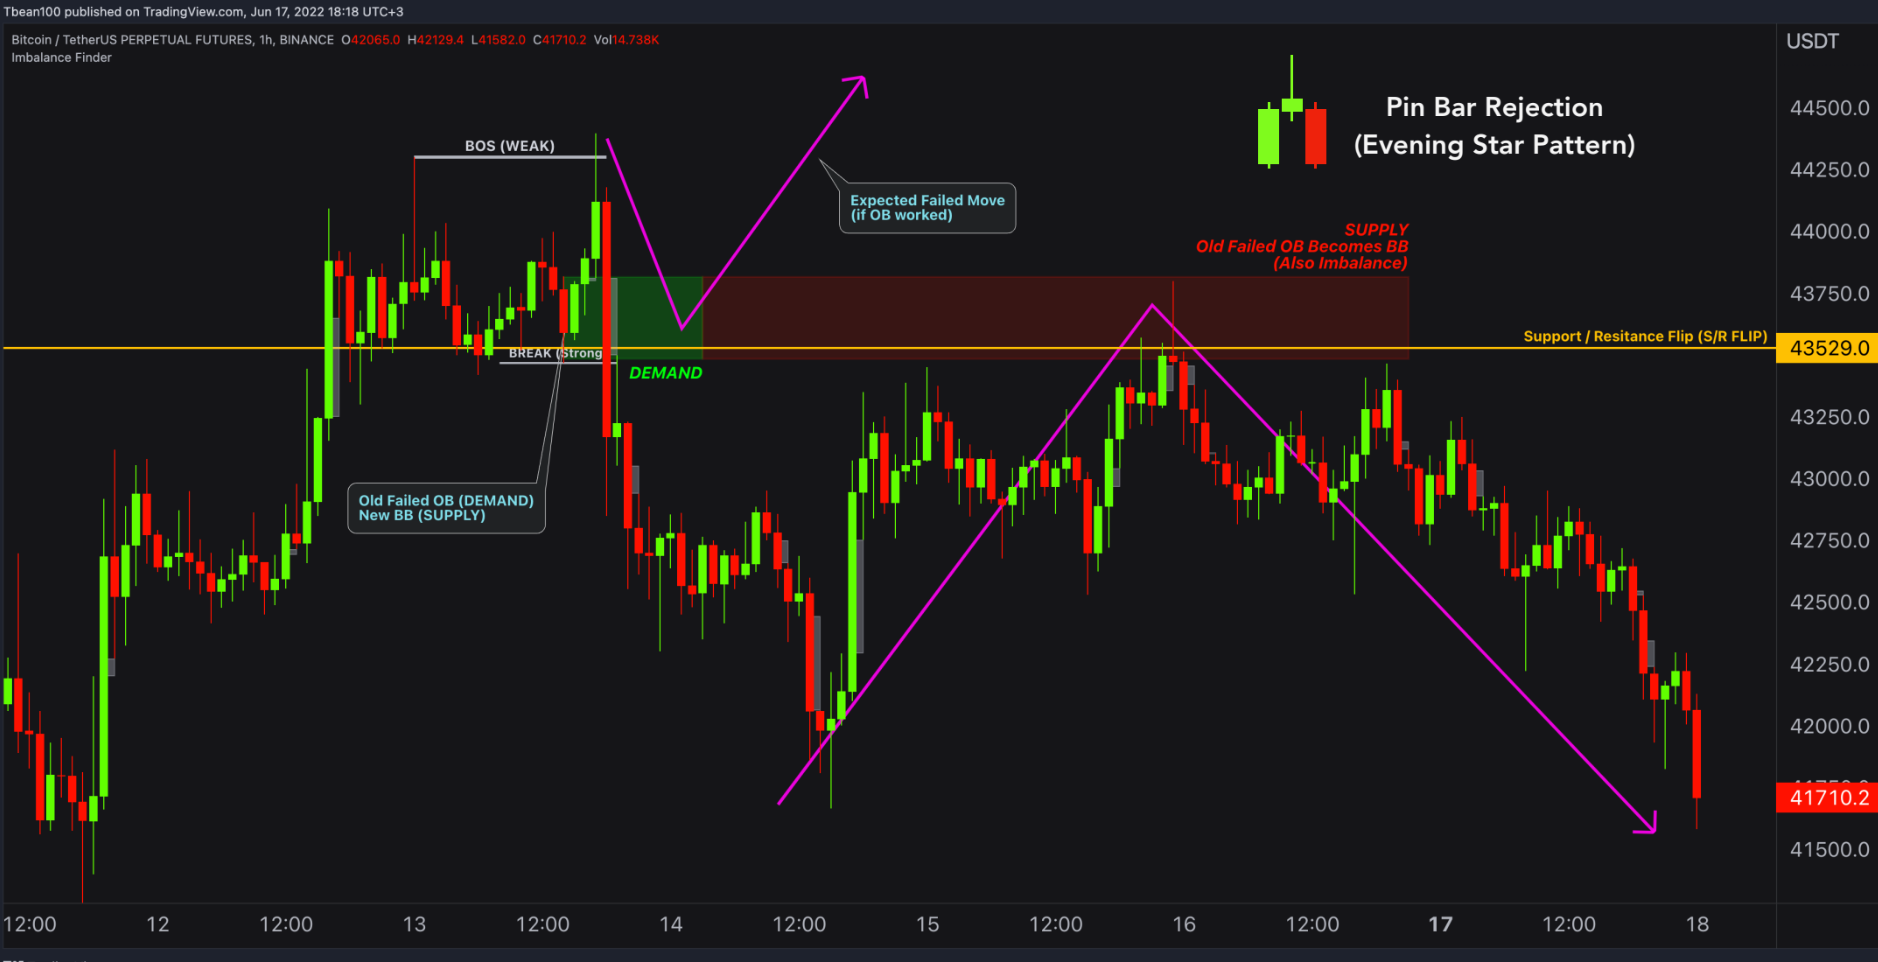 Tbean100 published on TradingView.com, Jun 17, 2022 18:18 UTC+3
Bitcoin / TetherUS PERPETUAL FUTURES, 1h, BINANCE O42065.0 H42129.4 L41582.0 C41710.2 Vol14.738K
Imbalance Finder
USDT
Pin Bar Rejection
(Evening Star Pattern)
BOS (WEAK)
Expected Failed Move
(if OB worked)
SUPPLY
Old Failed OB Becomes BB
(Also Imbalance)
Support / Resitance Flip (S/R FLIP)
BREAK (Strong
DEMAND
Old Failed OB (DEMAND)
New BB (SUPPLY)
44500.0
44250.0
44000.0
43750.0
43529.0
43250.0
43000.0
42750.0
42500.0
42250.0
42000.0
41710.2
41500.0
12:00 12 12:00 13 12:00 14 12:00 15 12:00 16 12:00 17 12:00 18